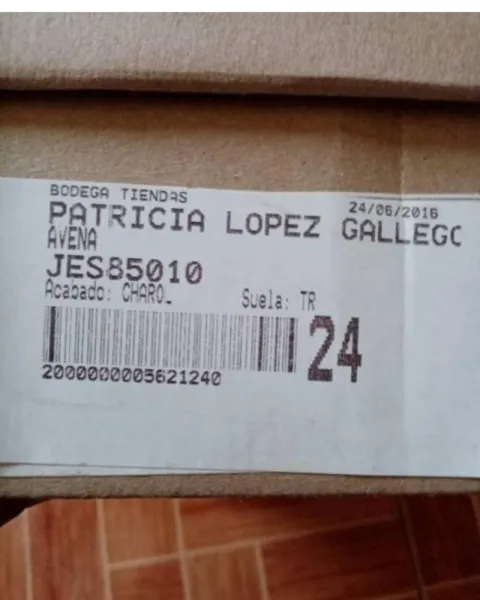 BODEGA TIENDAS 24/06/2016
PATRICIA LOPEZ GALLEGO
AVENA
JES85010
Acabado: CHAROL Suela: TR
24
2000000005621240